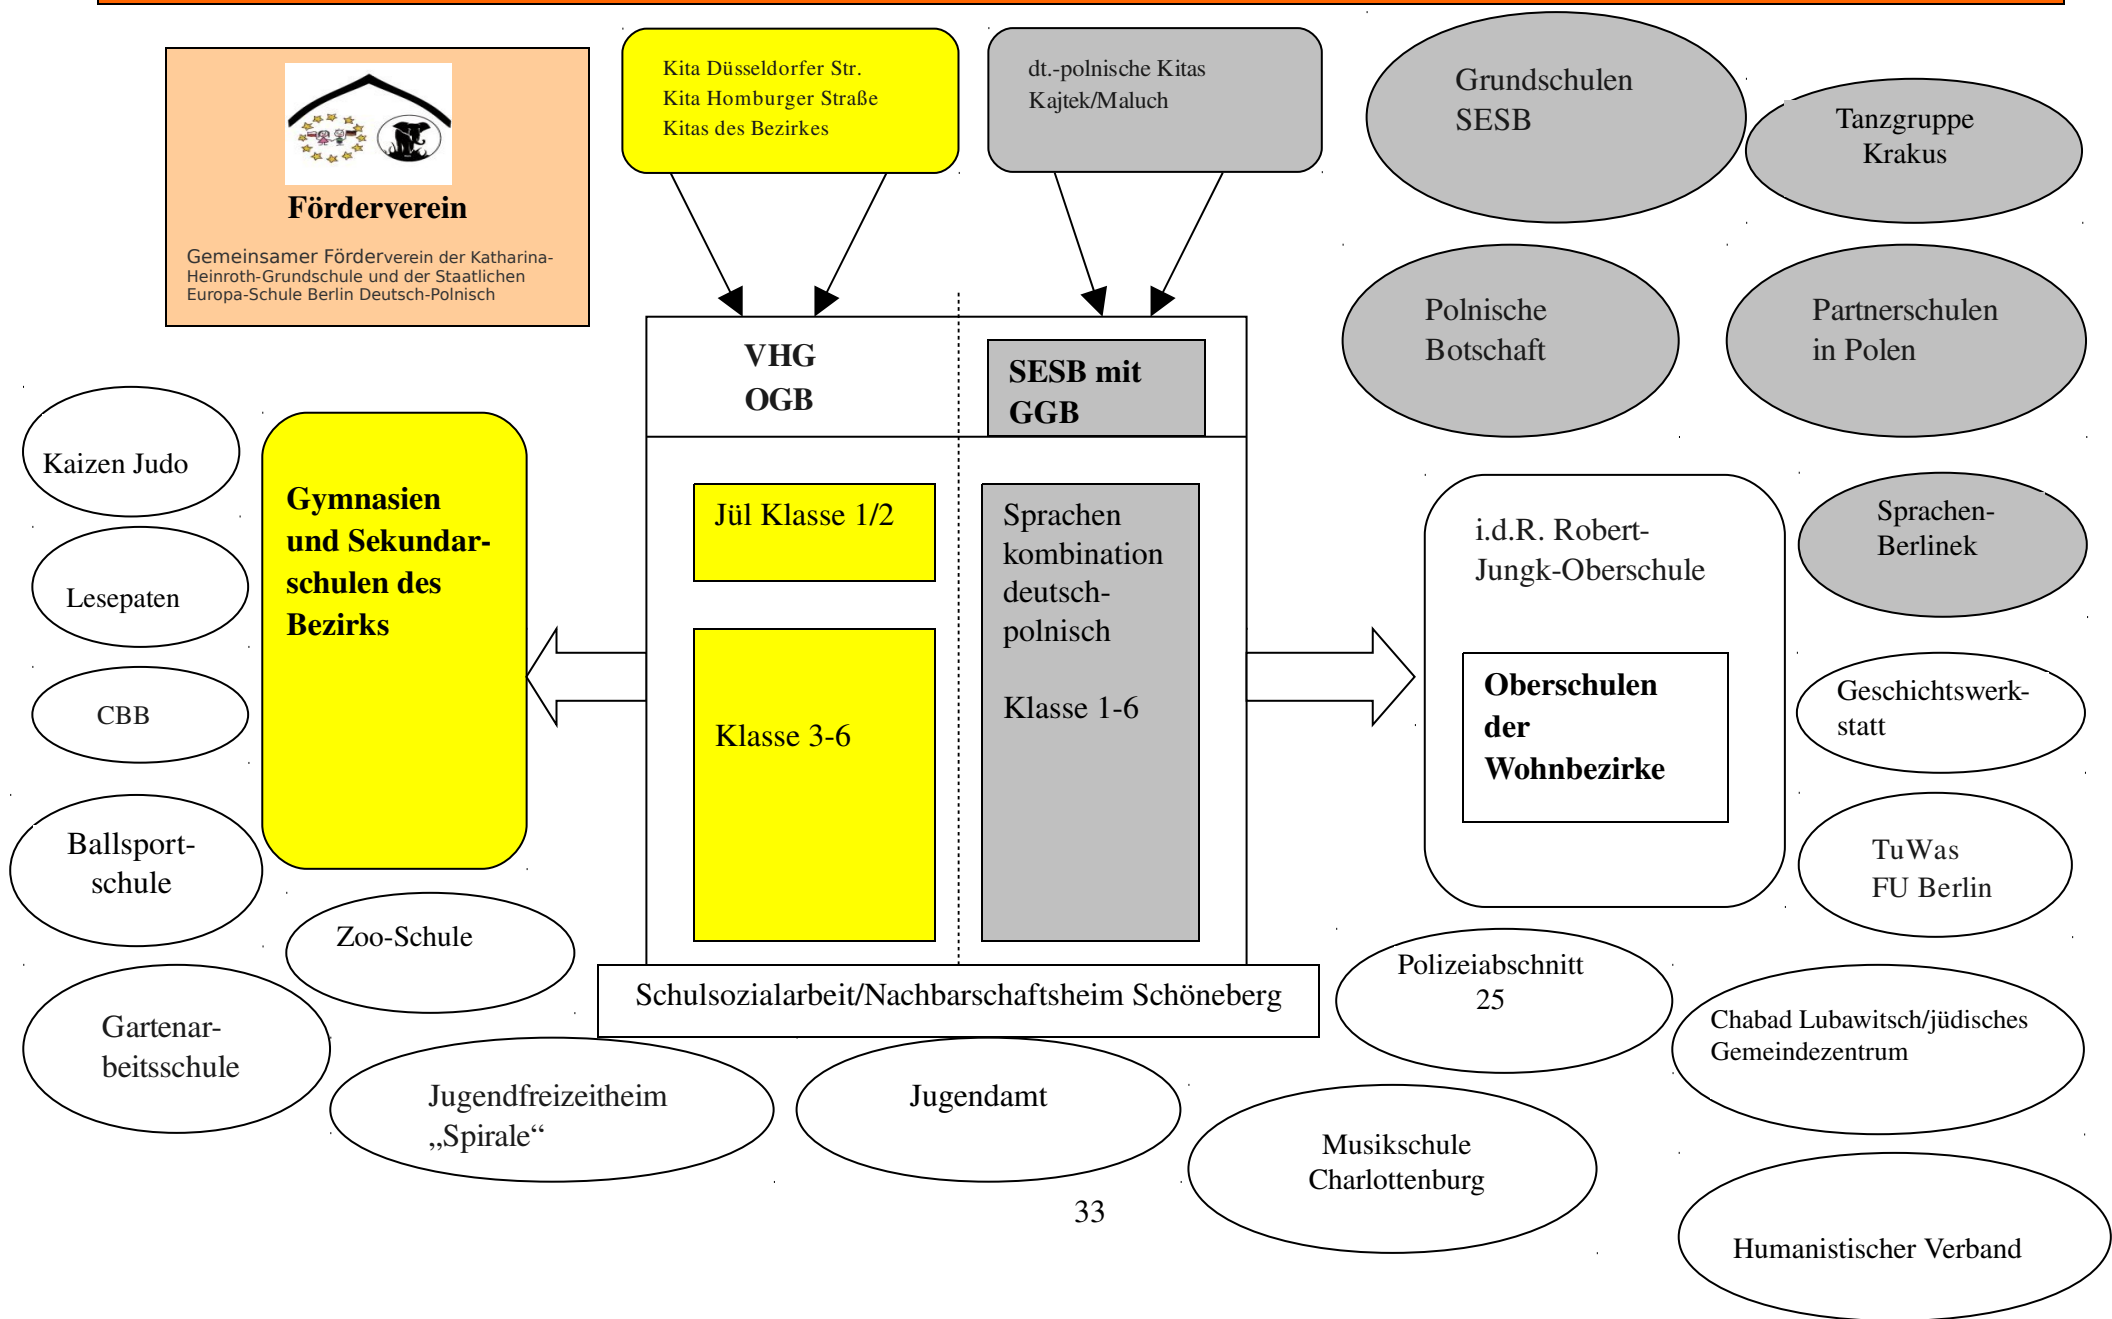 Kita Düsseldorfer Str.
Kita Homburger Straße
Kitas des Bezirkes
dt.-polnische Kitas
Kajtek/Maluch
Grundschulen
SESB
Tanzgruppe
Krakus
Förderverein
Gemeinsamer Förderverein der Katharina-
Heinroth-Grundschule und der Staatlichen
Europa-Schule Berlin Deutsch-Polnisch
Polnische
Botschaft
Partnerschulen
in Polen
VHG
OGB
SESB mit
GGB
Kaizen Judo
Lesepaten
CBB
Ballsport-
schule
Gymnasien
und Sekundar-
schulen des
Bezirks
Jül Klasse 1/2
Klasse 3-6
Sprachen
kombination
deutsch-
polnisch
Klasse 1-6
i.d.R. Robert-
Jungk-Oberschule
Oberschulen
der
Wohnbezirke
Sprachen-
Berlinek
Geschichtswerk-
statt
TuWas
FU Berlin
Zoo-Schule
Schulsozialarbeit/Nachbarschaftsheim Schöneberg
Polizeiabschnitt
25
Gartenar-
beitsschule
Chabad Lubawitsch/jüdisches
Gemeindezentrum
Jugendfreizeitheim
„Spirale“
Jugendamt
Musikschule
Charlottenburg
33
Humanistischer Verband